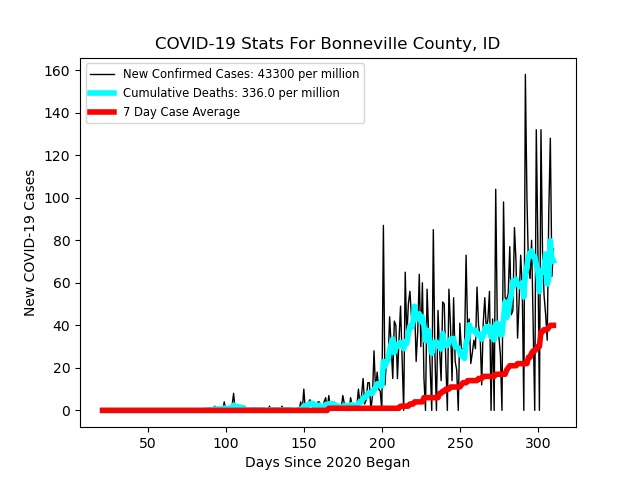 COVID-19 Stats For Bonneville County, ID
New Confirmed Cases: 43300 per million
Cumulative Deaths: 336.0 per million
7 Day Case Average
New COVID-19 Cases
160
140
120
100
80
60
40
20
0
50 100 150 200 250 300
Days Since 2020 Began